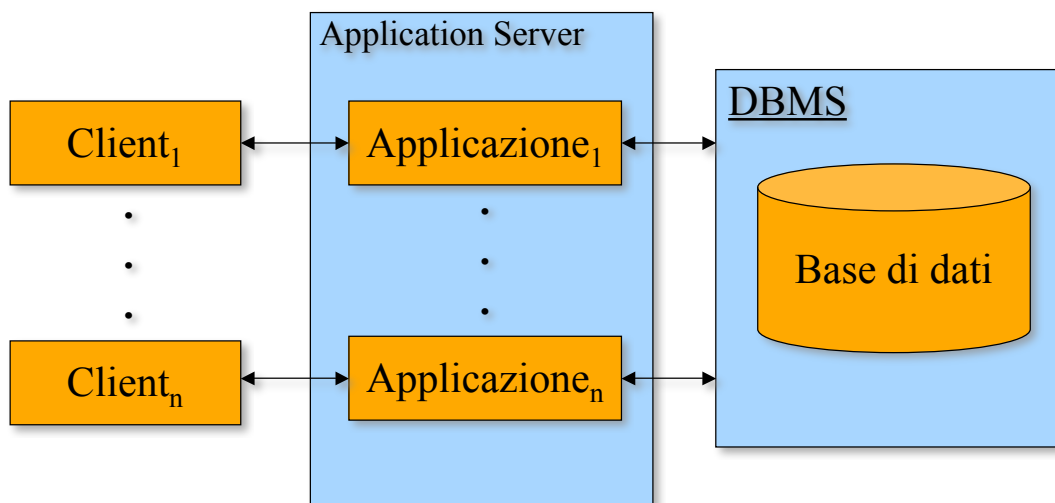 Application Server
DBMS
Client₁
Applicazione₁
Base di dati
Clientₙ
Applicazioneₙ